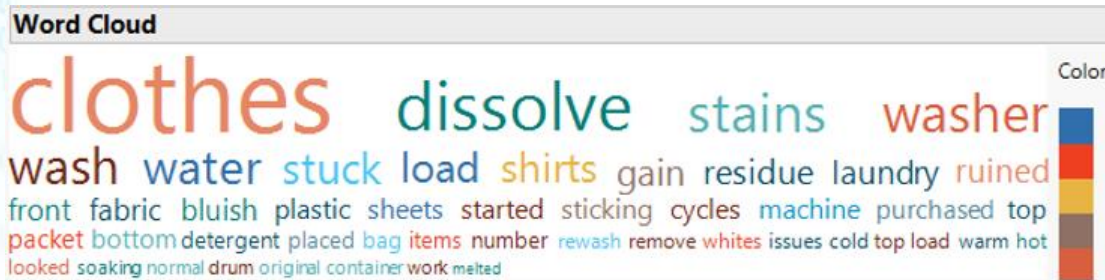 Word Cloud
Color
clothes dissolve stains washer
wash water stuck load shirts gain residue laundry ruined
front fabric bluish plastic sheets started sticking cycles machine purchased top
packet bottom detergent placed bag items number rewash remove whites issues cold top load warm hot
looked soaking normal drum original container work melted